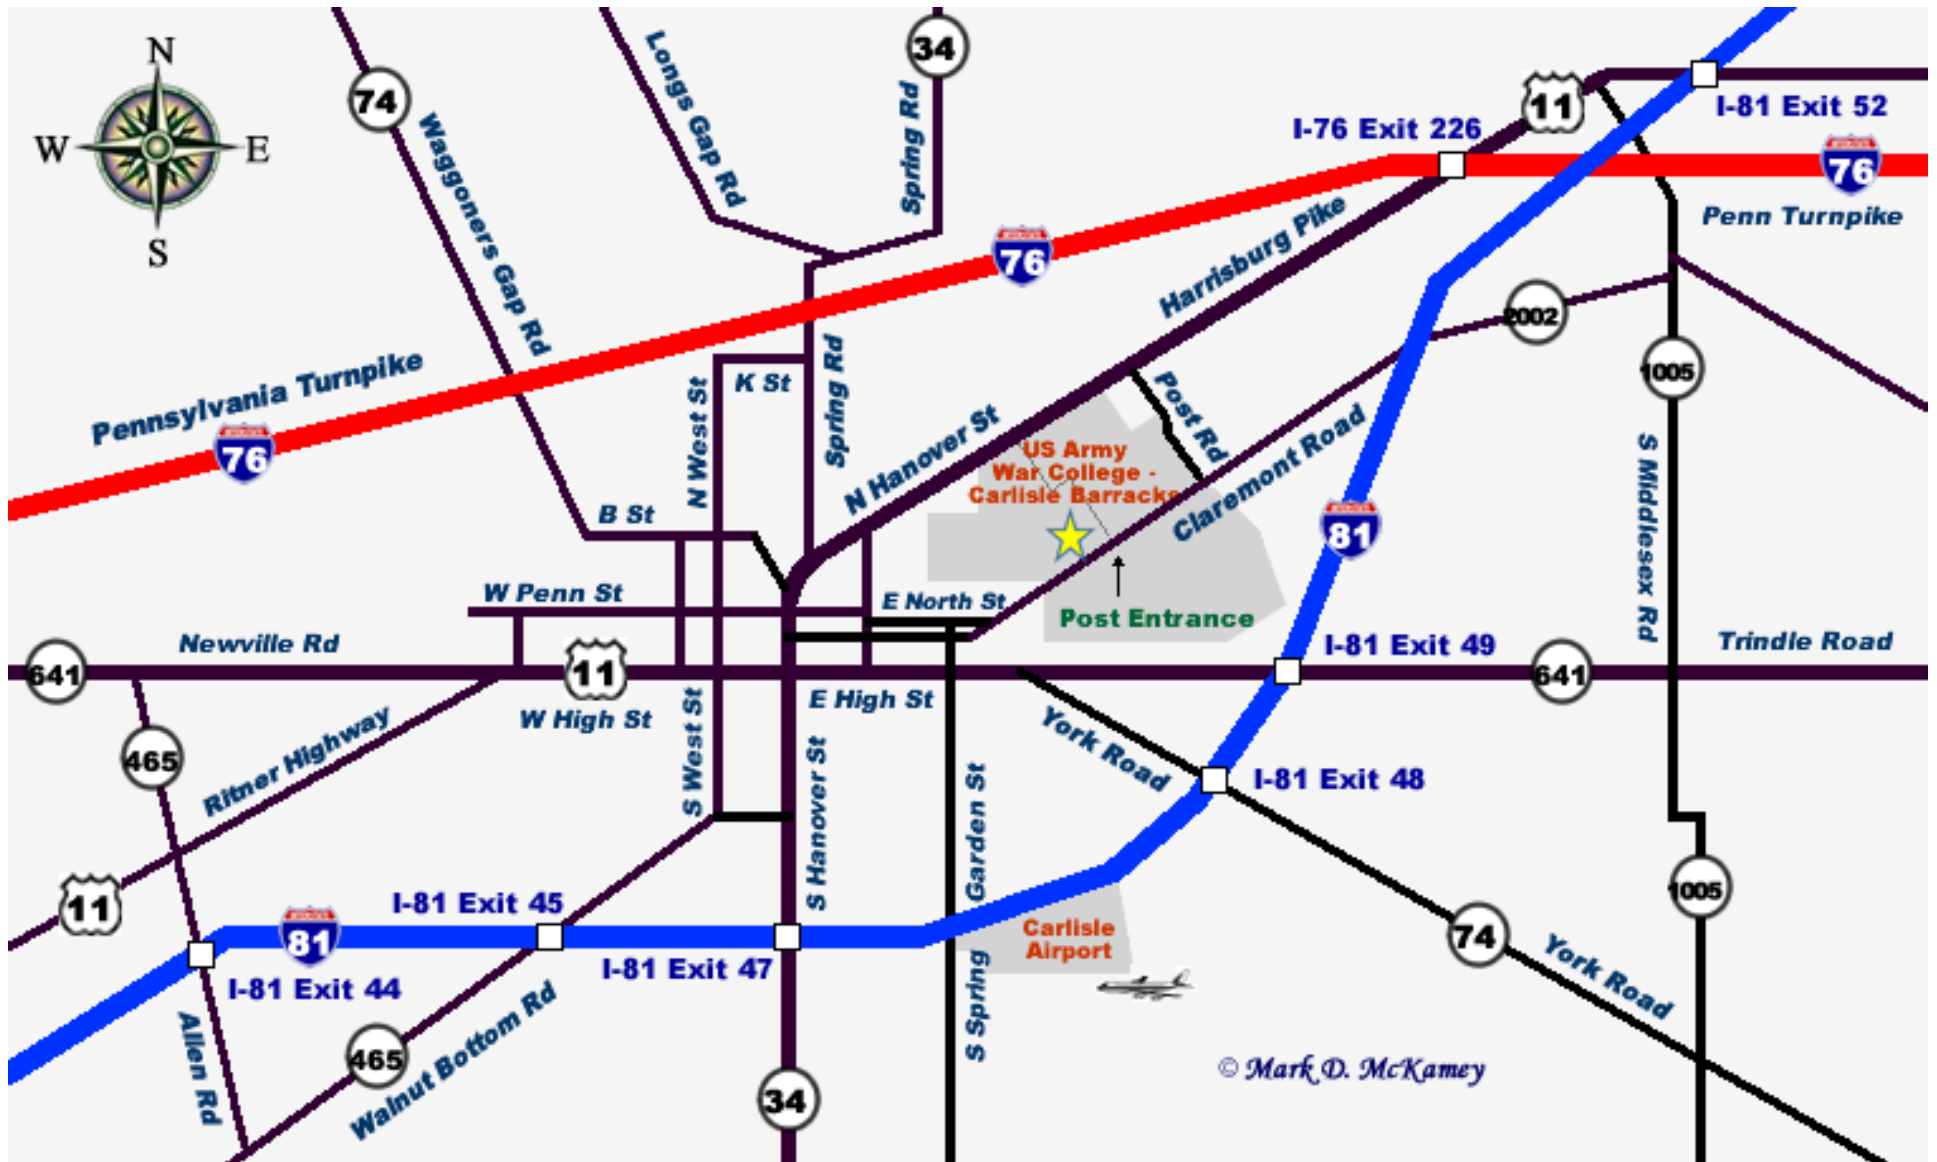 N
W
E
S
74
Waggoners Gap Rd
Longs Gap Rd
34
Spring Rd
11
I-81 Exit 52
I-76 Exit 226
76
Penn Turnpike
76
Harrisburg Pike
2002
1005
Pennsylvania Turnpike
76
K St
N West St
Spring Rd
N Hanover St
Post Rd
US Army
War College -
Carlisle Barracks
Claremont Road
81
S Middlesex Rd
B St
W Penn St
E North St
Post Entrance
Newville Rd
641
11
I-81 Exit 49
641
Trindle Road
W High St
E High St
465
Ritner Highway
S West St
S Hanover St
York Road
I-81 Exit 48
S Spring Garden St
11
I-81 Exit 45
81
I-81 Exit 44
I-81 Exit 47
Carlisle
Airport
74
1005
York Road
Allen Rd
465
Walnut Bottom Rd
34
© Mark D. McKamey